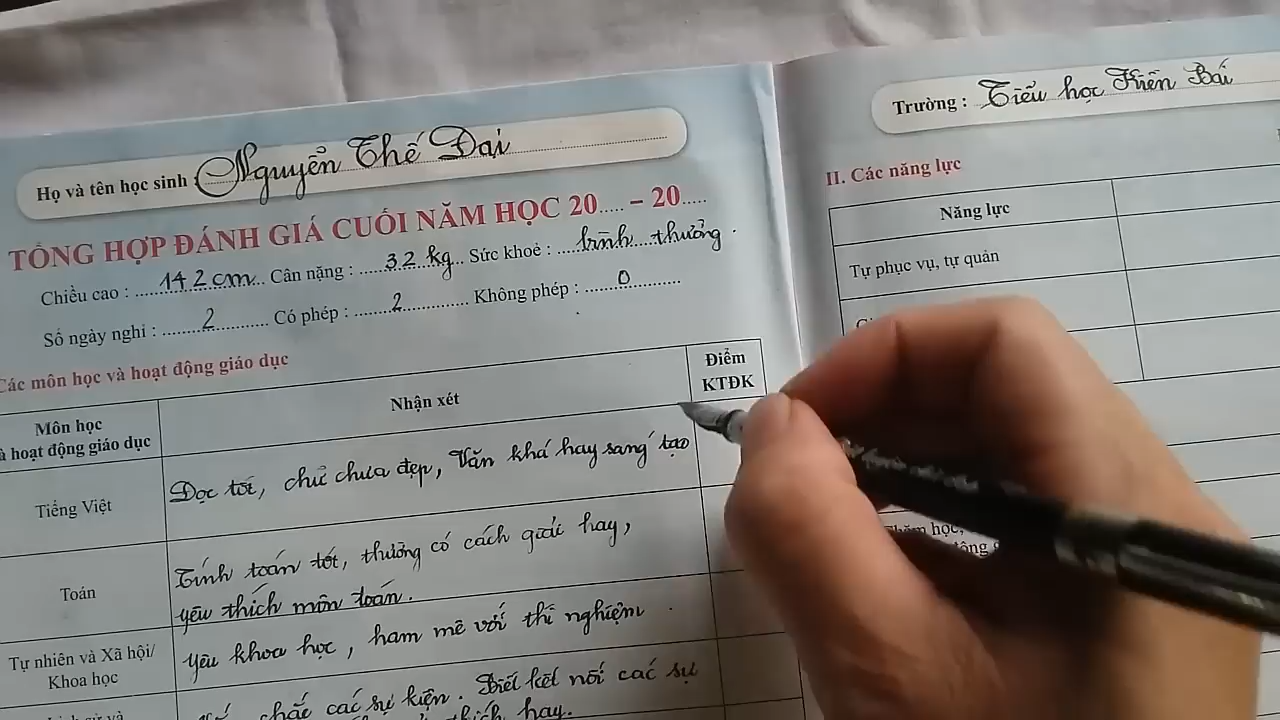 Họ và tên học sinh : Nguyễn Thế Đại
TỔNG HỢP ĐÁNH GIÁ CUỐI NĂM HỌC 20..... – 20.....
Chiều cao : 142 cm Cân nặng : 32 kg Sức khoẻ : bình thường.
Số ngày nghỉ : 2 Có phép : 2 Không phép : 0
Các môn học và hoạt động giáo dục
Môn học
à hoạt động giáo dục
Nhận xét
Điểm
KTĐK
Tiếng Việt
Đọc tốt, chữ chưa đẹp, Văn khá hay sáng tạo
Toán
Tính toán tốt, thường có cách giải hay,
yêu thích môn toán.
Tự nhiên và Xã hội/
Khoa học
yêu khoa học, ham mê với thí nghiệm.
chắc các sự kiện. Biết kết nối các sự
hay.
Trường : Tiểu học Kiền Bái
II. Các năng lực
Năng lực
Tự phục vụ, tự quản
học,